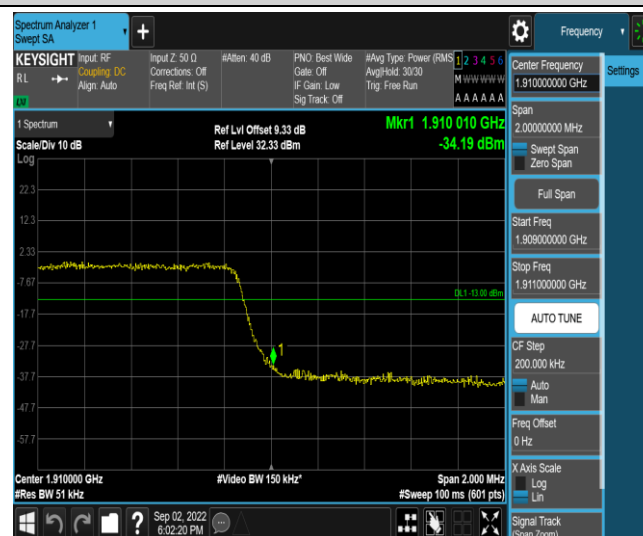 Spectrum Analyzer 1
Swept SA
Frequency
KEYSIGHT
RL
LXI
Input: RF
Coupling: DC
Align: Auto
Input Z: 50 Ω
Corrections: Off
Freq Ref: Int (S)
#Atten: 40 dB
PNO: Best Wide
Gate: Off
IF Gain: Low
Sig Track: Off
#Avg Type: Power (RMS
Avg|Hold: 30/30
Trig: Free Run
1 2 3 4 5 6
M W W W W W
A A A A A A
1 Spectrum
Scale/Div 10 dB
Log
Ref Lvl Offset 9.33 dB
Ref Level 32.33 dBm
Mkr1 1.910 010 GHz
-34.19 dBm
22.3
12.3
2.33
-7.67
DL1 -13.00 dBm
-17.7
-27.7
1
-37.7
-47.7
-57.7
Center 1.910000 GHz
#Res BW 51 kHz
#Video BW 150 kHz*
Span 2.000 MHz
#Sweep 100 ms (601 pts)
Sep 02, 2022
6:02:20 PM
Center Frequency
1.910000000 GHz
Settings
Span
2.00000000 MHz
Swept Span
Zero Span
Full Span
Start Freq
1.909000000 GHz
Stop Freq
1.911000000 GHz
AUTO TUNE
CF Step
200.000 kHz
Auto
Man
Freq Offset
0 Hz
X Axis Scale
Log
Lin
Signal Track
(Span Zoom)